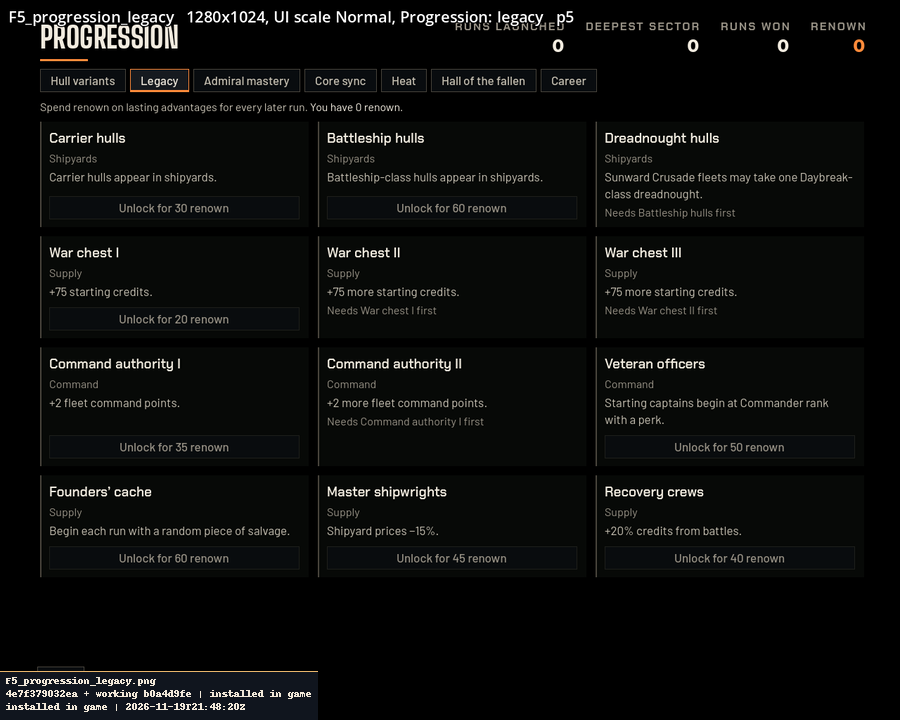 F5_progression_legacy 1280x1024, UI scale Normal, Progression: legacy p5
PROGRESSION
RUNS LAUNCHED DEEPEST SECTOR RUNS WON RENOWN
0 0 0 0
Hull variants Legacy Admiral mastery Core sync Heat Hall of the fallen Career
Spend renown on lasting advantages for every later run. You have 0 renown.
Carrier hulls
Shipyards
Carrier hulls appear in shipyards.
Unlock for 30 renown
Battleship hulls
Shipyards
Battleship-class hulls appear in shipyards.
Unlock for 60 renown
Dreadnought hulls
Shipyards
Sunward Crusade fleets may take one Daybreak-
class dreadnought.
Needs Battleship hulls first
War chest I
Supply
+75 starting credits.
Unlock for 20 renown
War chest II
Supply
+75 more starting credits.
Needs War chest I first
War chest III
Supply
+75 more starting credits.
Needs War chest II first
Command authority I
Command
+2 fleet command points.
Unlock for 35 renown
Command authority II
Command
+2 more fleet command points.
Needs Command authority I first
Veteran officers
Command
Starting captains begin at Commander rank
with a perk.
Unlock for 50 renown
Founders’ cache
Supply
Begin each run with a random piece of salvage.
Unlock for 60 renown
Master shipwrights
Supply
Shipyard prices −15%.
Unlock for 45 renown
Recovery crews
Supply
+20% credits from battles.
Unlock for 40 renown
F5_progression_legacy.png
4e7f379032ea + working b0a4d9fe | installed in game
installed in game | 2026-11-19T21:48:20Z